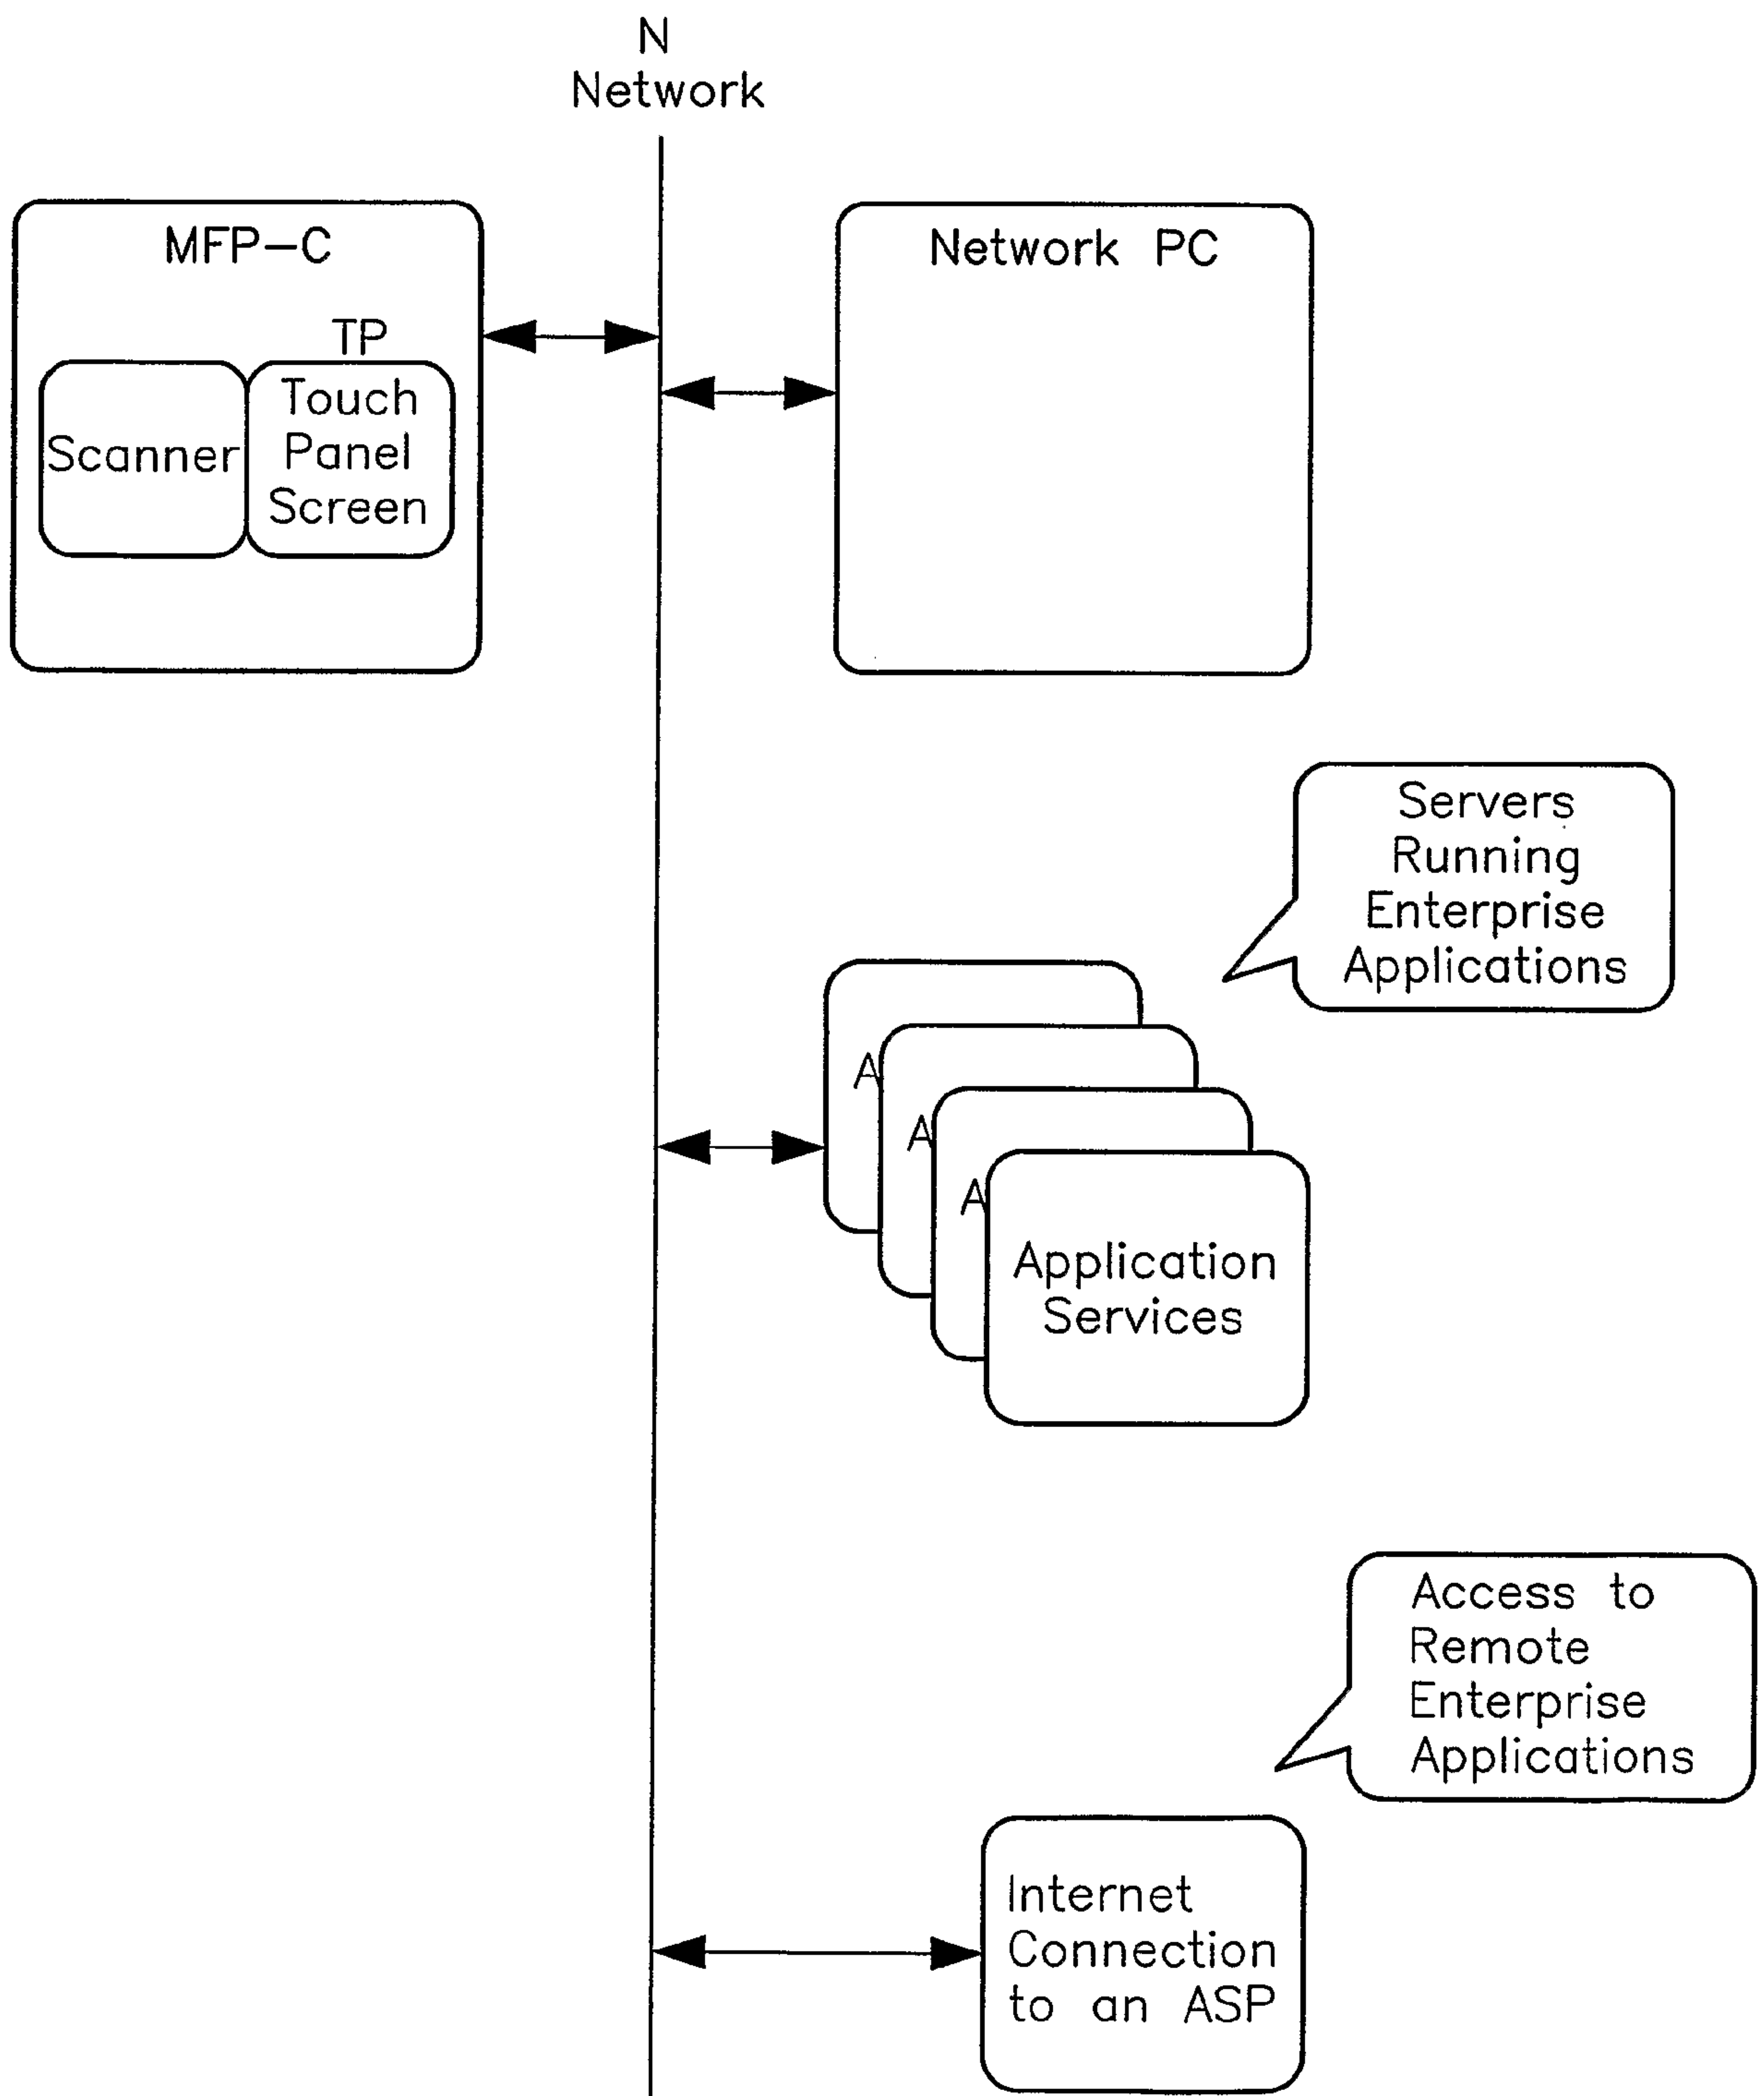 N
Network
MFP-C
Network PC
TP
Scanner
Touch
Panel
Screen
Servers
Running
Enterprise
Applications
A
A
A
Application
Services
Access to
Remote
Enterprise
Applications
Internet
Connection
to an ASP